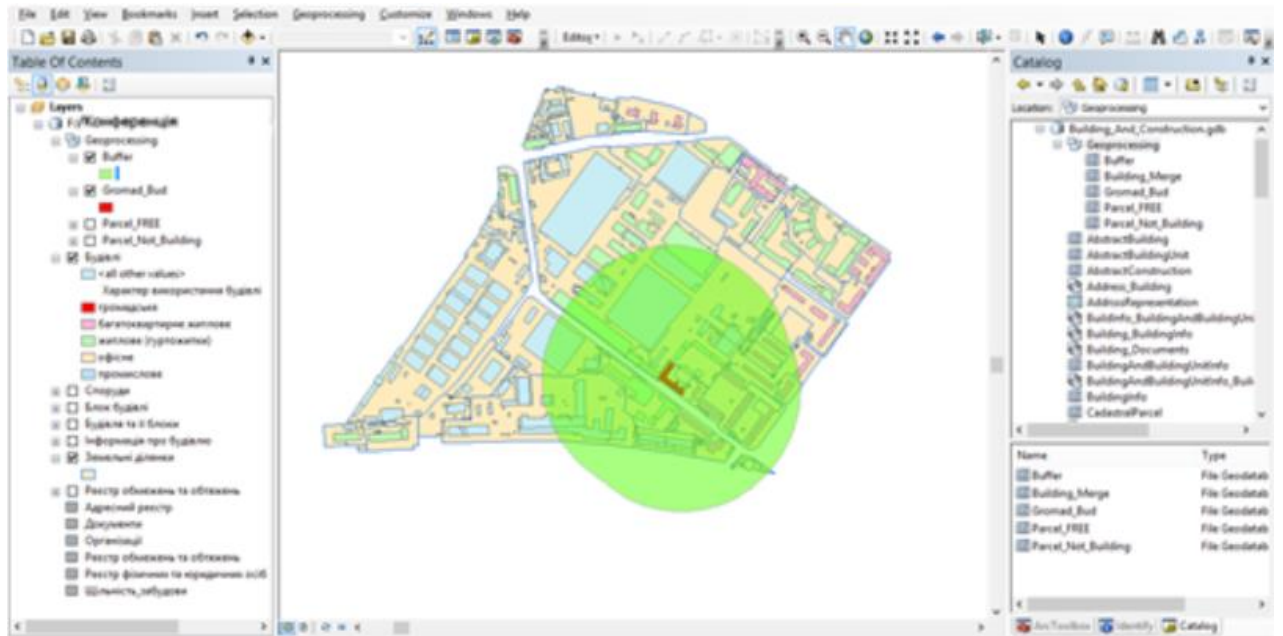 File Edit View Bookmarks Insert Selection Geoprocessing Customize Windows Help
Editor
Table Of Contents
Layers
F:\Конференція
Geoprocessing
Buffer
Gromad_Bud
Parcel_FREE
Parcel_Not_Building
Будівлі
<all other values>
Характер використання будівлі
громадське
багатоквартирне житлове
житлове (гуртожитки)
офісне
промислове
Споруди
Блок будівлі
Будівля та її блоки
Інформація про будівлю
Земельні ділянки
Реєстр обмежень та обтяжень
Адресний реєстр
Документи
Організації
Реєстр обмежень та обтяжень
Реєстр фізичних та юридичних осіб
Щільність_забудови
Catalog
Location: Geoprocessing
Building_And_Construction.gdb
Geoprocessing
Buffer
Building_Merge
Gromad_Bud
Parcel_FREE
Parcel_Not_Building
AbstractBuilding
AbstractBuildingUnit
AbstractConstruction
Address_Building
AddressRepresentation
BuildInfo_BuildingAndBuildingUni
Building_BuildingInfo
Building_Documents
BuildingAndBuildingUnitInfo_Buil
BuildingInfo
CadastralParcel
Name Type
Buffer File Geodatab
Building_Merge File Geodatab
Gromad_Bud File Geodatab
Parcel_FREE File Geodatab
Parcel_Not_Building File Geodatab
ArcToolbox Identify Catalog